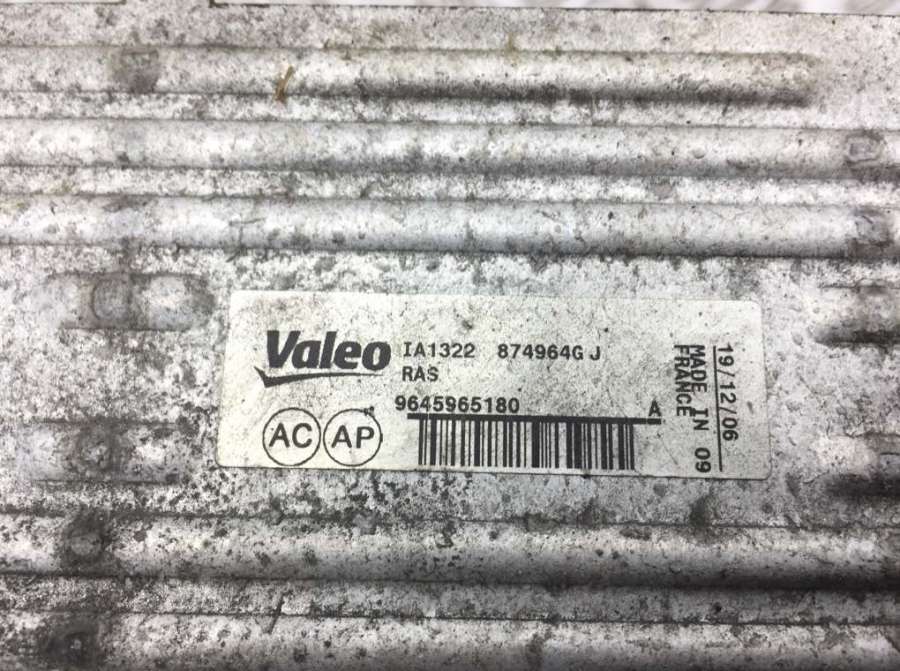 Valeo IA1322 874964G J
RAS
9645965180 A
AC AP
19/12/06
MADE IN 09
FRANCE